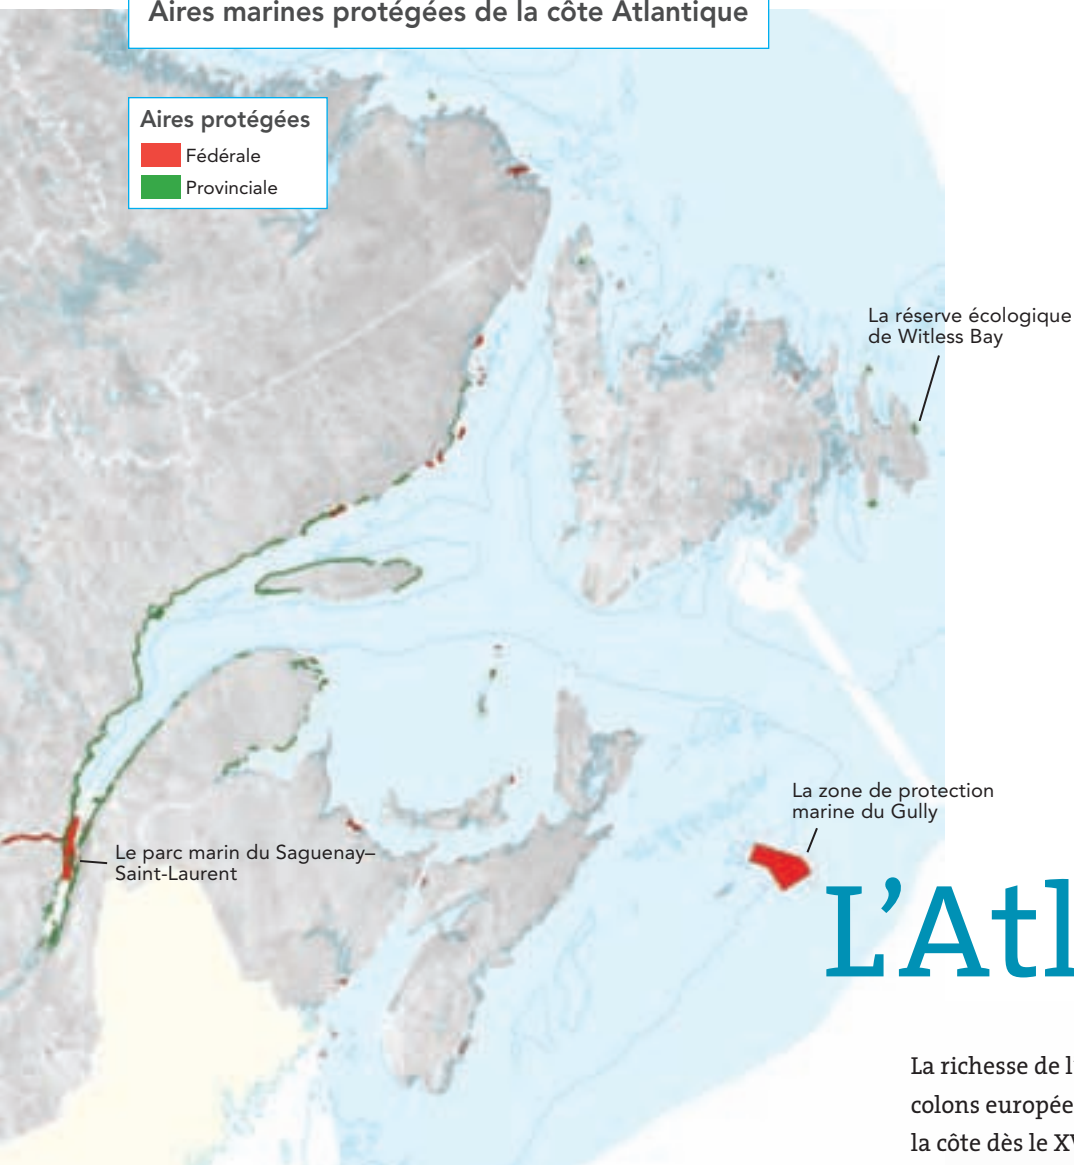 Aires marines protégées de la côte Atlantique
Aires protégées
Fédérale
Provinciale
La réserve écologique
de Witless Bay
La zone de protection
marine du Gully
Le parc marin du Saguenay–
Saint-Laurent
L’Atl
La richesse de l
colons europée
la côte dès le XV